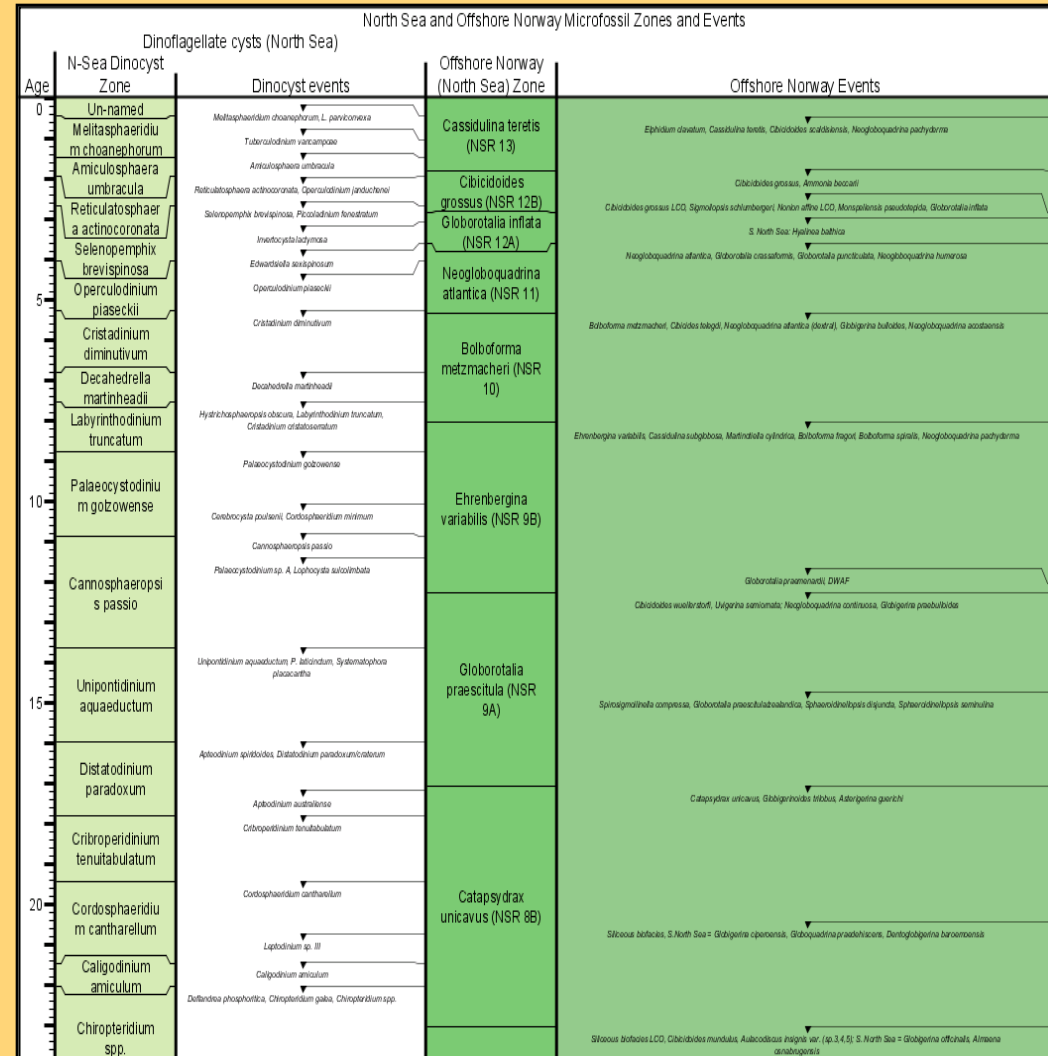 North Sea and Offshore Norway Microfossil Zones and Events
Dinoflagellate cysts (North Sea)
Age
N-Sea Dinocyst
Zone
Dinocyst events
Offshore Norway
(North Sea) Zone
Offshore Norway Events
0
5
10
15
20
Un-named
Melitasphaeridiu
m choanephorum
Amiculosphaera
umbracula
Reticulatosphaer
a actinocoronata
Selenopemphix
brevispinosa
Operculodinium
piaseckii
Cristadinium
diminutivum
Decahedrella
martinheadii
Labyrinthodinium
truncatum
Palaeocystodiniu
m golzowense
Cannosphaeropsi
s passio
Unipontidinium
aquaeductum
Distatodinium
paradoxum
Cribroperidinium
tenuitabulatum
Cordosphaeridiu
m cantharellum
Caligodinium
amiculum
Chiropteridium
spp.
Melitasphaeridium choanephorum, L. parviconvexa
Tuberculodinium vancampoae
Amiculosphaera umbracula
Reticulatosphaera actinocoronata, Operculodinium janduchenei
Selenopemphix brevispinosa, Piccoladinium fenestratum
Invertocysta lacrymosa
Edwardsiella sexispinosum
Operculodinium piaseckii
Cristadinium diminutivum
Decahedrella martinheadii
Hystrichosphaeropsis obscura, Labyrinthodinium truncatum,
Cristadinium cristatoserratum
Palaeocystodinium golzowense
Cerebrocysta poulsenii, Cordosphaeridium minimum
Cannosphaeropsis passio
Palaeocystodinium sp. A, Lophocysta sulcolimbata
Unipontidinium aquaeductum, P. laticinctum, Systematophora
placacantha
Apteodinium spiridoides, Distatodinium paradoxum/craterum
Apteodinium australiense
Cribroperidinium tenuitabulatum
Cordosphaeridium cantharellum
Leptodinium sp. III
Caligodinium amiculum
Deflandrea phosphoritica, Chiropteridium galea, Chiropteridium spp.
Cassidulina teretis
(NSR 13)
Cibicidoides
grossus (NSR 12B)
Globorotalia inflata
(NSR 12A)
Neogloboquadrina
atlantica (NSR 11)
Bolboforma
metzmacheri (NSR
10)
Ehrenbergina
variabilis (NSR 9B)
Globorotalia
praescitula (NSR
9A)
Catapsydrax
unicavus (NSR 8B)
Elphidium clavatum, Cassidulina teretis, Cibicidoides scaldisiensis, Neogloboquadrina pachyderma
Cibicidoides grossus, Ammonia beccarii
Cibicidoides grossus LCO, Sigmoilopsis schlumbergeri, Nonion affine LCO, Monspeliensis pseudotepida, Globorotalia inflata
S. North Sea: Hyalinea balthica
Neogloboquadrina atlantica, Globorotalia crassaformis, Globorotalia puncticulata, Neogloboquadrina humerosa
Bolboforma metzmacheri, Cibicides telegdi, Neogloboquadrina atlantica (dextral), Globigerina bulloides, Neogloboquadrina acostaensis
Ehrenbergina variabilis, Cassidulina subglobosa, Martinotiella cylindrica, Bolboforma fragori, Bolboforma spiralis, Neogloboquadrina pachyderma
Globorotalia praemenardii, DWAF
Cibicidoides wuellerstorfi, Uvigerina semiornata; Neogloboquadrina continuosa, Globigerina praebulloides
Spirosigmoilinella compressa, Globorotalia praescitula/zealandica, Sphaeroidinellopsis disjuncta, Sphaeroidinellopsis seminulina
Catapsydrax unicavus, Globigerinoides trilobus, Asterigerina guerichi
Siliceous biofacies, S.North Sea = Globigerina ciperoensis, Globoquadrina praedehiscens, Dentoglobigerina baroemoensis
Siliceous biofacies LCO, Cibicidoides mundulus, Aulacodiscus insignis var. (sp.3,4,5); S. North Sea = Globigerina officinalis, Almaena
osnabrugensis